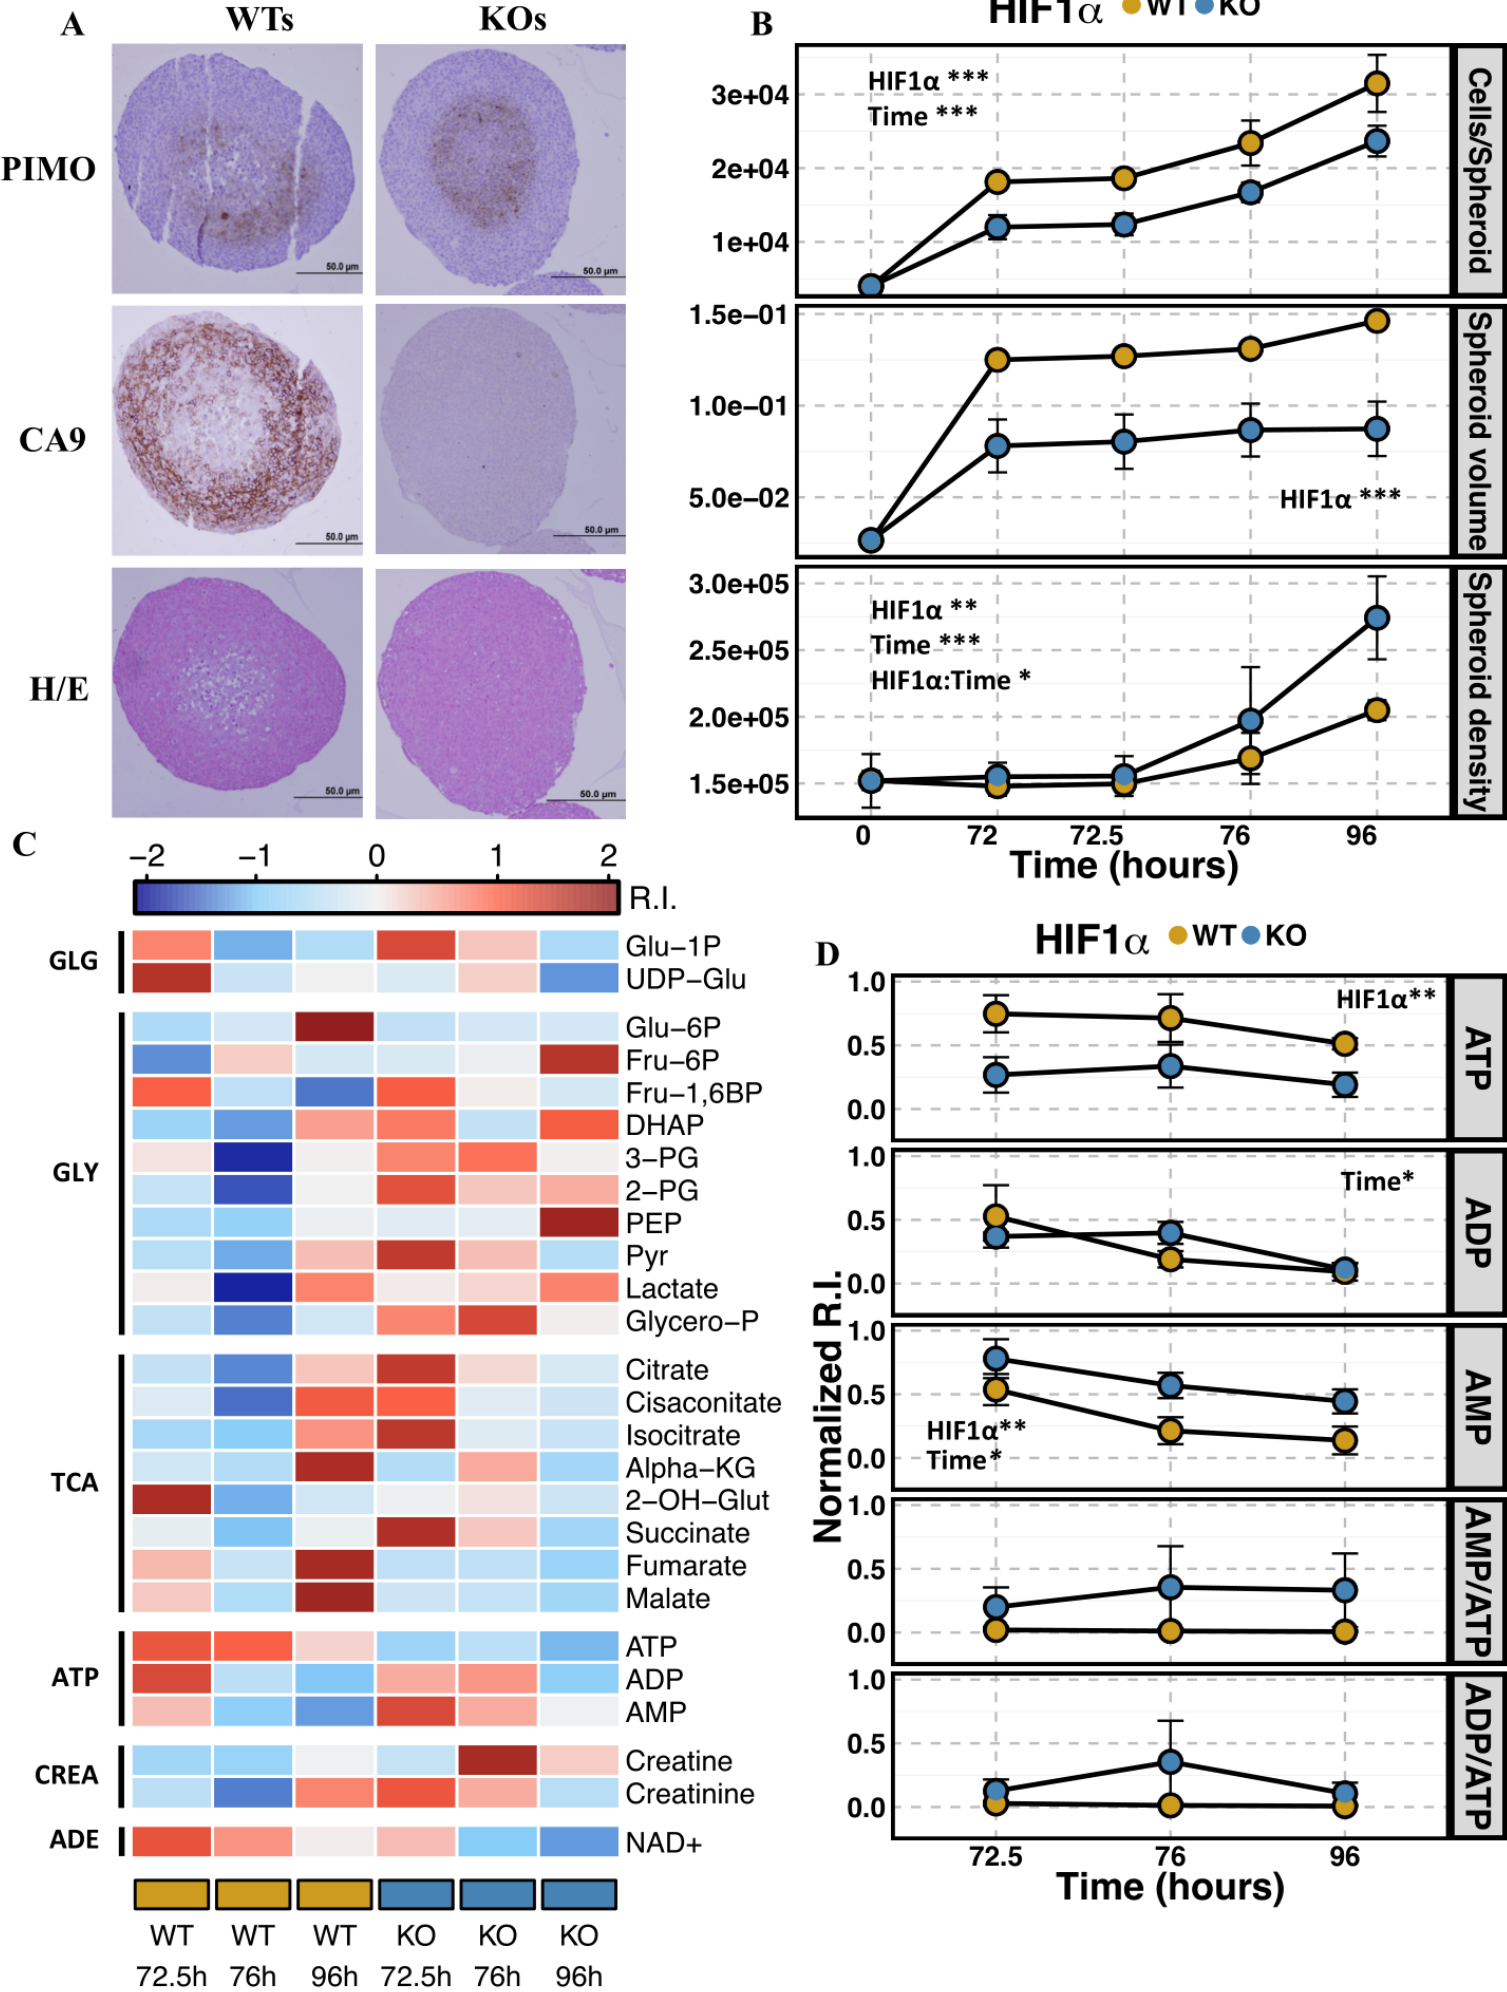 A
WTs
KOs
PIMO
50.0 µm
50.0 µm
CA9
50.0 µm
50.0 µm
H/E
50.0 µm
50.0 µm
B
HIF1α WT KO
3e+04
2e+04
1e+04
HIF1α ***
Time ***
Cells/Spheroid
1.5e−01
1.0e−01
5.0e−02
HIF1α ***
Spheroid volume
3.0e+05
2.5e+05
2.0e+05
1.5e+05
HIF1α **
Time ***
HIF1α:Time *
Spheroid density
0 72 72.5 76 96
Time (hours)
C
−2 −1 0 1 2
R.I.
GLG
Glu−1P
UDP−Glu
GLY
Glu−6P
Fru−6P
Fru−1,6BP
DHAP
3−PG
2−PG
PEP
Pyr
Lactate
Glycero−P
TCA
Citrate
Cisaconitate
Isocitrate
Alpha−KG
2−OH−Glut
Succinate
Fumarate
Malate
ATP
ATP
ADP
AMP
CREA
Creatine
Creatinine
ADE
NAD+
WT WT WT KO KO KO
72.5h 76h 96h 72.5h 76h 96h
D
HIF1α WT KO
Normalized R.I.
1.0
0.5
0.0
HIF1α**
ATP
1.0
0.5
0.0
Time*
ADP
1.0
0.5
0.0
HIF1α**
Time*
AMP
1.0
0.5
0.0
AMP/ATP
1.0
0.5
0.0
ADP/ATP
72.5 76 96
Time (hours)